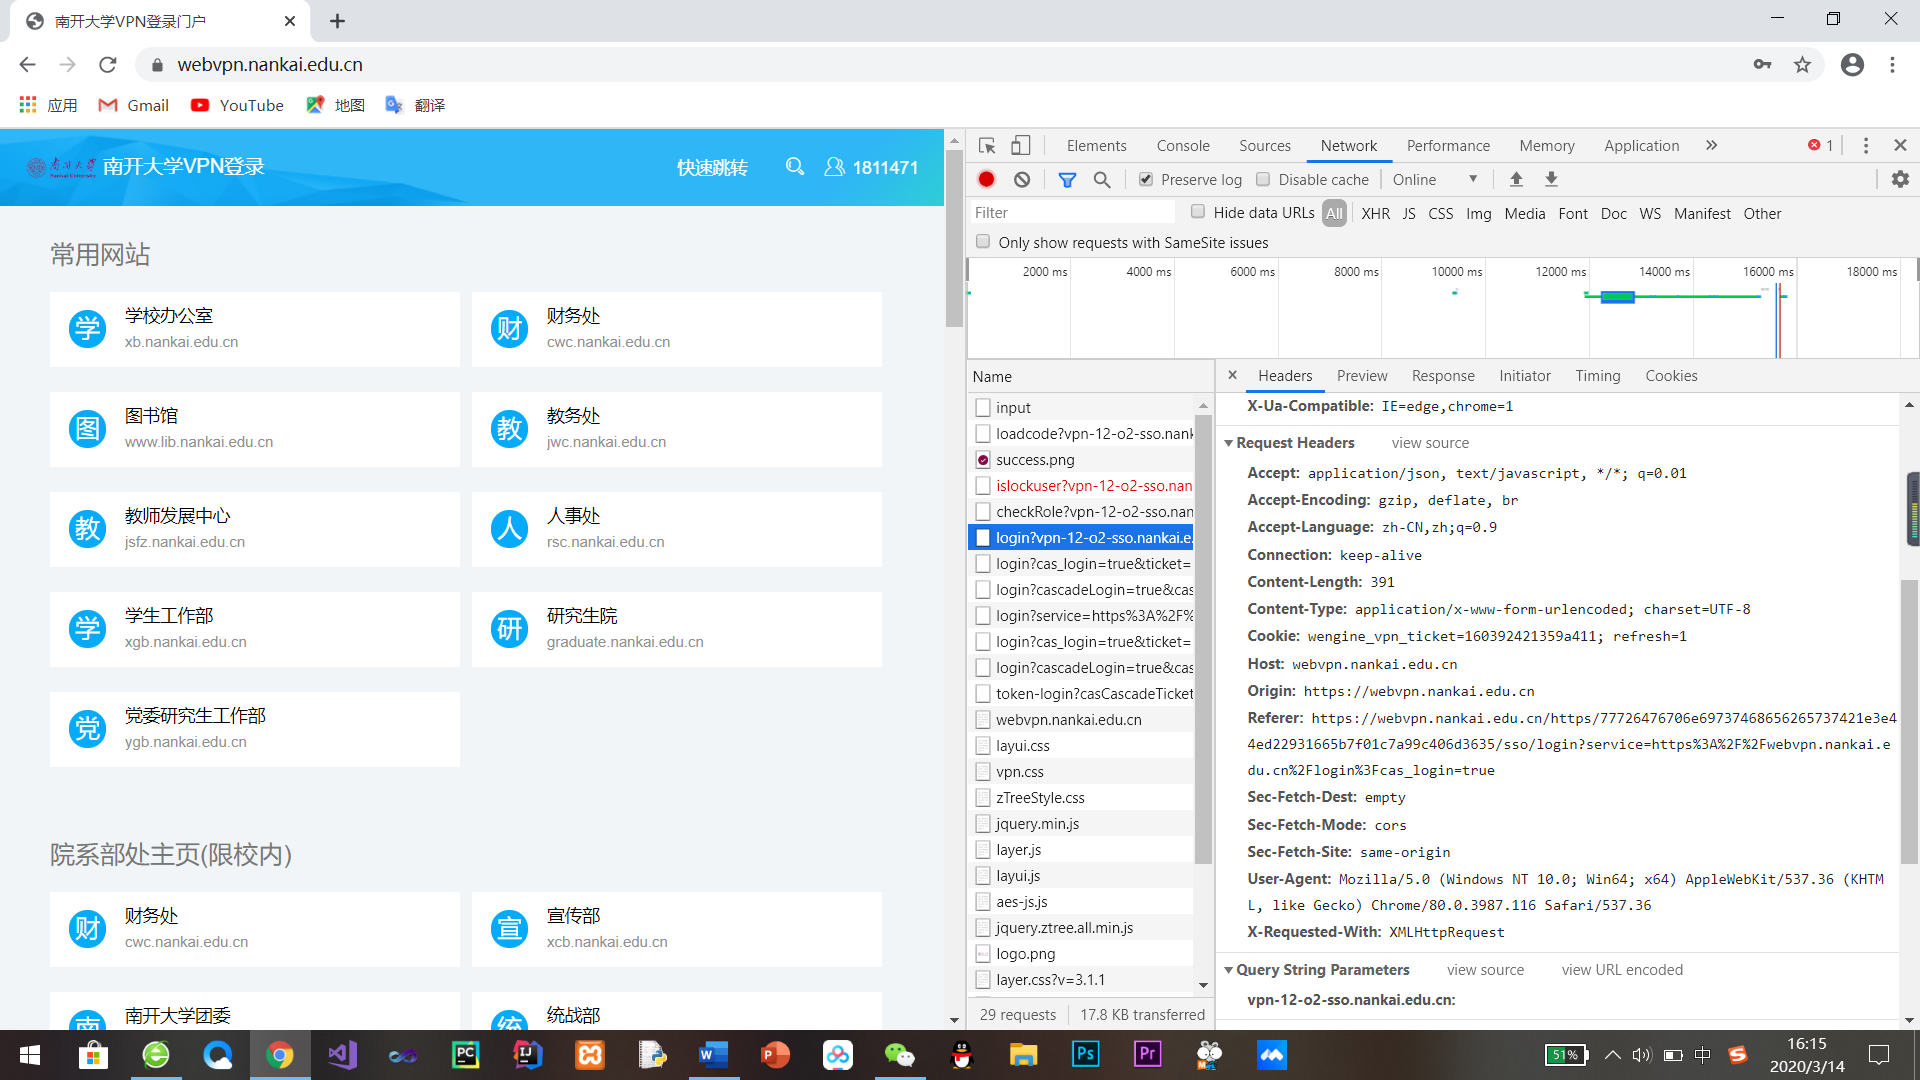 南开大学VPN登录门户
webvpn.nankai.edu.cn
应用 Gmail YouTube 地图 翻译
南开大学VPN登录 快速跳转 1811471
常用网站
学 学校办公室
xb.nankai.edu.cn
财 财务处
cwc.nankai.edu.cn
图 图书馆
www.lib.nankai.edu.cn
教 教务处
jwc.nankai.edu.cn
教 教师发展中心
jsfz.nankai.edu.cn
人 人事处
rsc.nankai.edu.cn
学 学生工作部
xgb.nankai.edu.cn
研 研究生院
graduate.nankai.edu.cn
党 党委研究生工作部
ygb.nankai.edu.cn
院系部处主页(限校内)
财 财务处
cwc.nankai.edu.cn
宣 宣传部
xcb.nankai.edu.cn
南 南开大学团委
统 统战部
Elements Console Sources Network Performance Memory Application 1
Preserve log Disable cache Online
Filter Hide data URLs All XHR JS CSS Img Media Font Doc WS Manifest Other
Only show requests with SameSite issues
2000 ms 4000 ms 6000 ms 8000 ms 10000 ms 12000 ms 14000 ms 16000 ms 18000 ms
Name
input
loadcode?vpn-12-o2-sso.nank
success.png
islockuser?vpn-12-o2-sso.nan
checkRole?vpn-12-o2-sso.nan
login?vpn-12-o2-sso.nankai.e.
login?cas_login=true&ticket=
login?cascadeLogin=true&cas
login?service=https%3A%2F%
login?cas_login=true&ticket=
login?cascadeLogin=true&cas
token-login?casCascadeTicket
webvpn.nankai.edu.cn
layui.css
vpn.css
zTreeStyle.css
jquery.min.js
layer.js
layui.js
aes-js.js
jquery.ztree.all.min.js
logo.png
layer.css?v=3.1.1
29 requests 17.8 KB transferred
Headers Preview Response Initiator Timing Cookies
X-Ua-Compatible: IE=edge,chrome=1
Request Headers view source
Accept: application/json, text/javascript, */*; q=0.01
Accept-Encoding: gzip, deflate, br
Accept-Language: zh-CN,zh;q=0.9
Connection: keep-alive
Content-Length: 391
Content-Type: application/x-www-form-urlencoded; charset=UTF-8
Cookie: wengine_vpn_ticket=160392421359a411; refresh=1
Host: webvpn.nankai.edu.cn
Origin: https://webvpn.nankai.edu.cn
Referer: https://webvpn.nankai.edu.cn/https/77726476706e69737468656265737421e3e4
4ed22931665b7f01c7a99c406d3635/sso/login?service=https%3A%2F%2Fwebvpn.nankai.e
du.cn%2Flogin%3Fcas_login=true
Sec-Fetch-Dest: empty
Sec-Fetch-Mode: cors
Sec-Fetch-Site: same-origin
User-Agent: Mozilla/5.0 (Windows NT 10.0; Win64; x64) AppleWebKit/537.36 (KHTM
L, like Gecko) Chrome/80.0.3987.116 Safari/537.36
X-Requested-With: XMLHttpRequest
Query String Parameters view source view URL encoded
vpn-12-o2-sso.nankai.edu.cn:
51% 中 16:15
2020/3/14